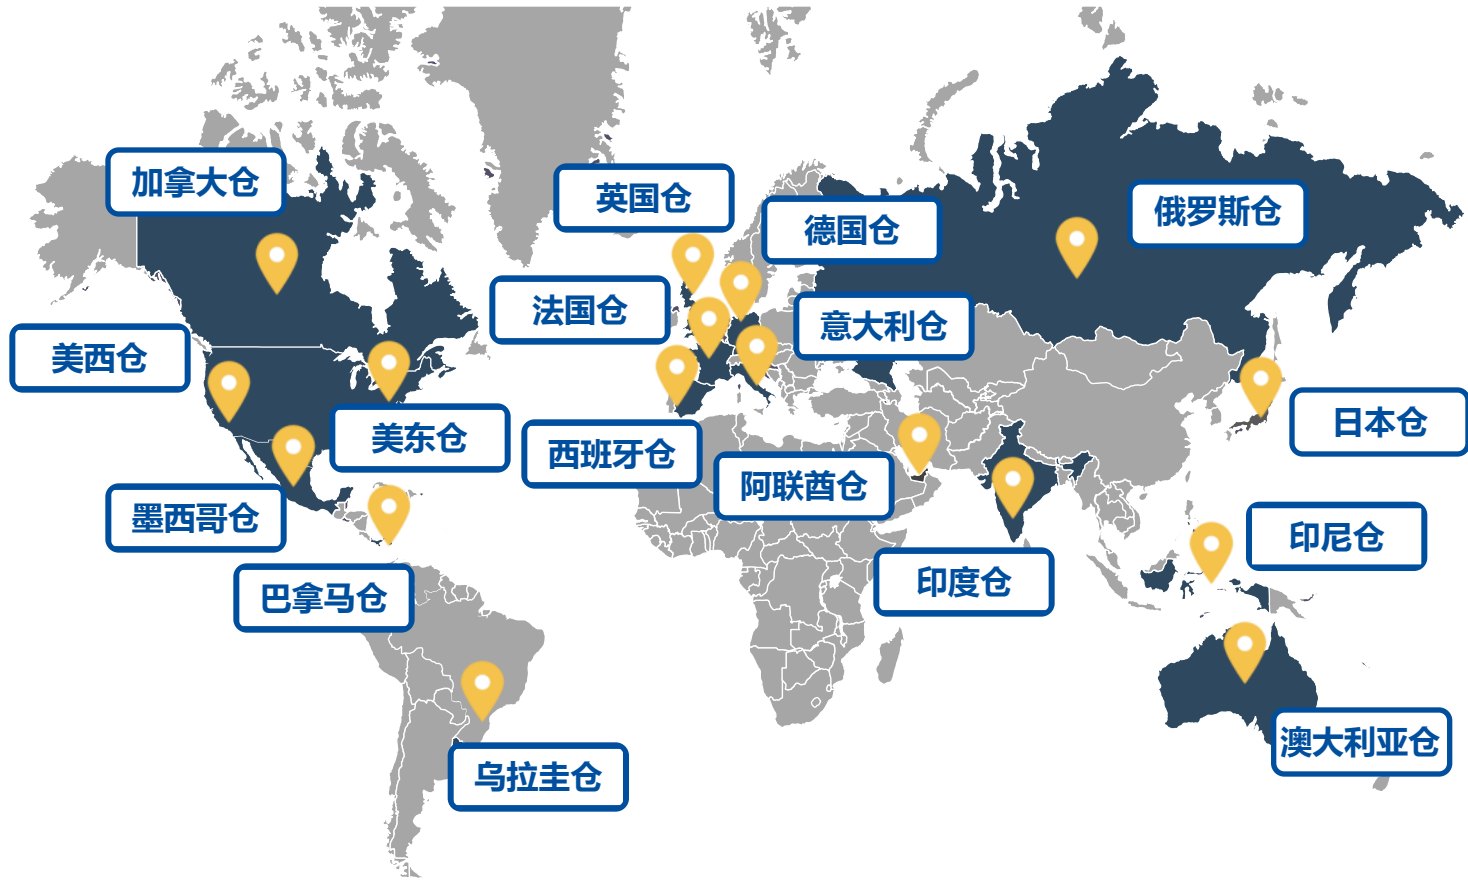 加拿大仓
英国仓
德国仓
俄罗斯仓
法国仓
意大利仓
美西仓
美东仓
西班牙仓
日本仓
阿联酋仓
墨西哥仓
印尼仓
印度仓
巴拿马仓
乌拉圭仓
澳大利亚仓